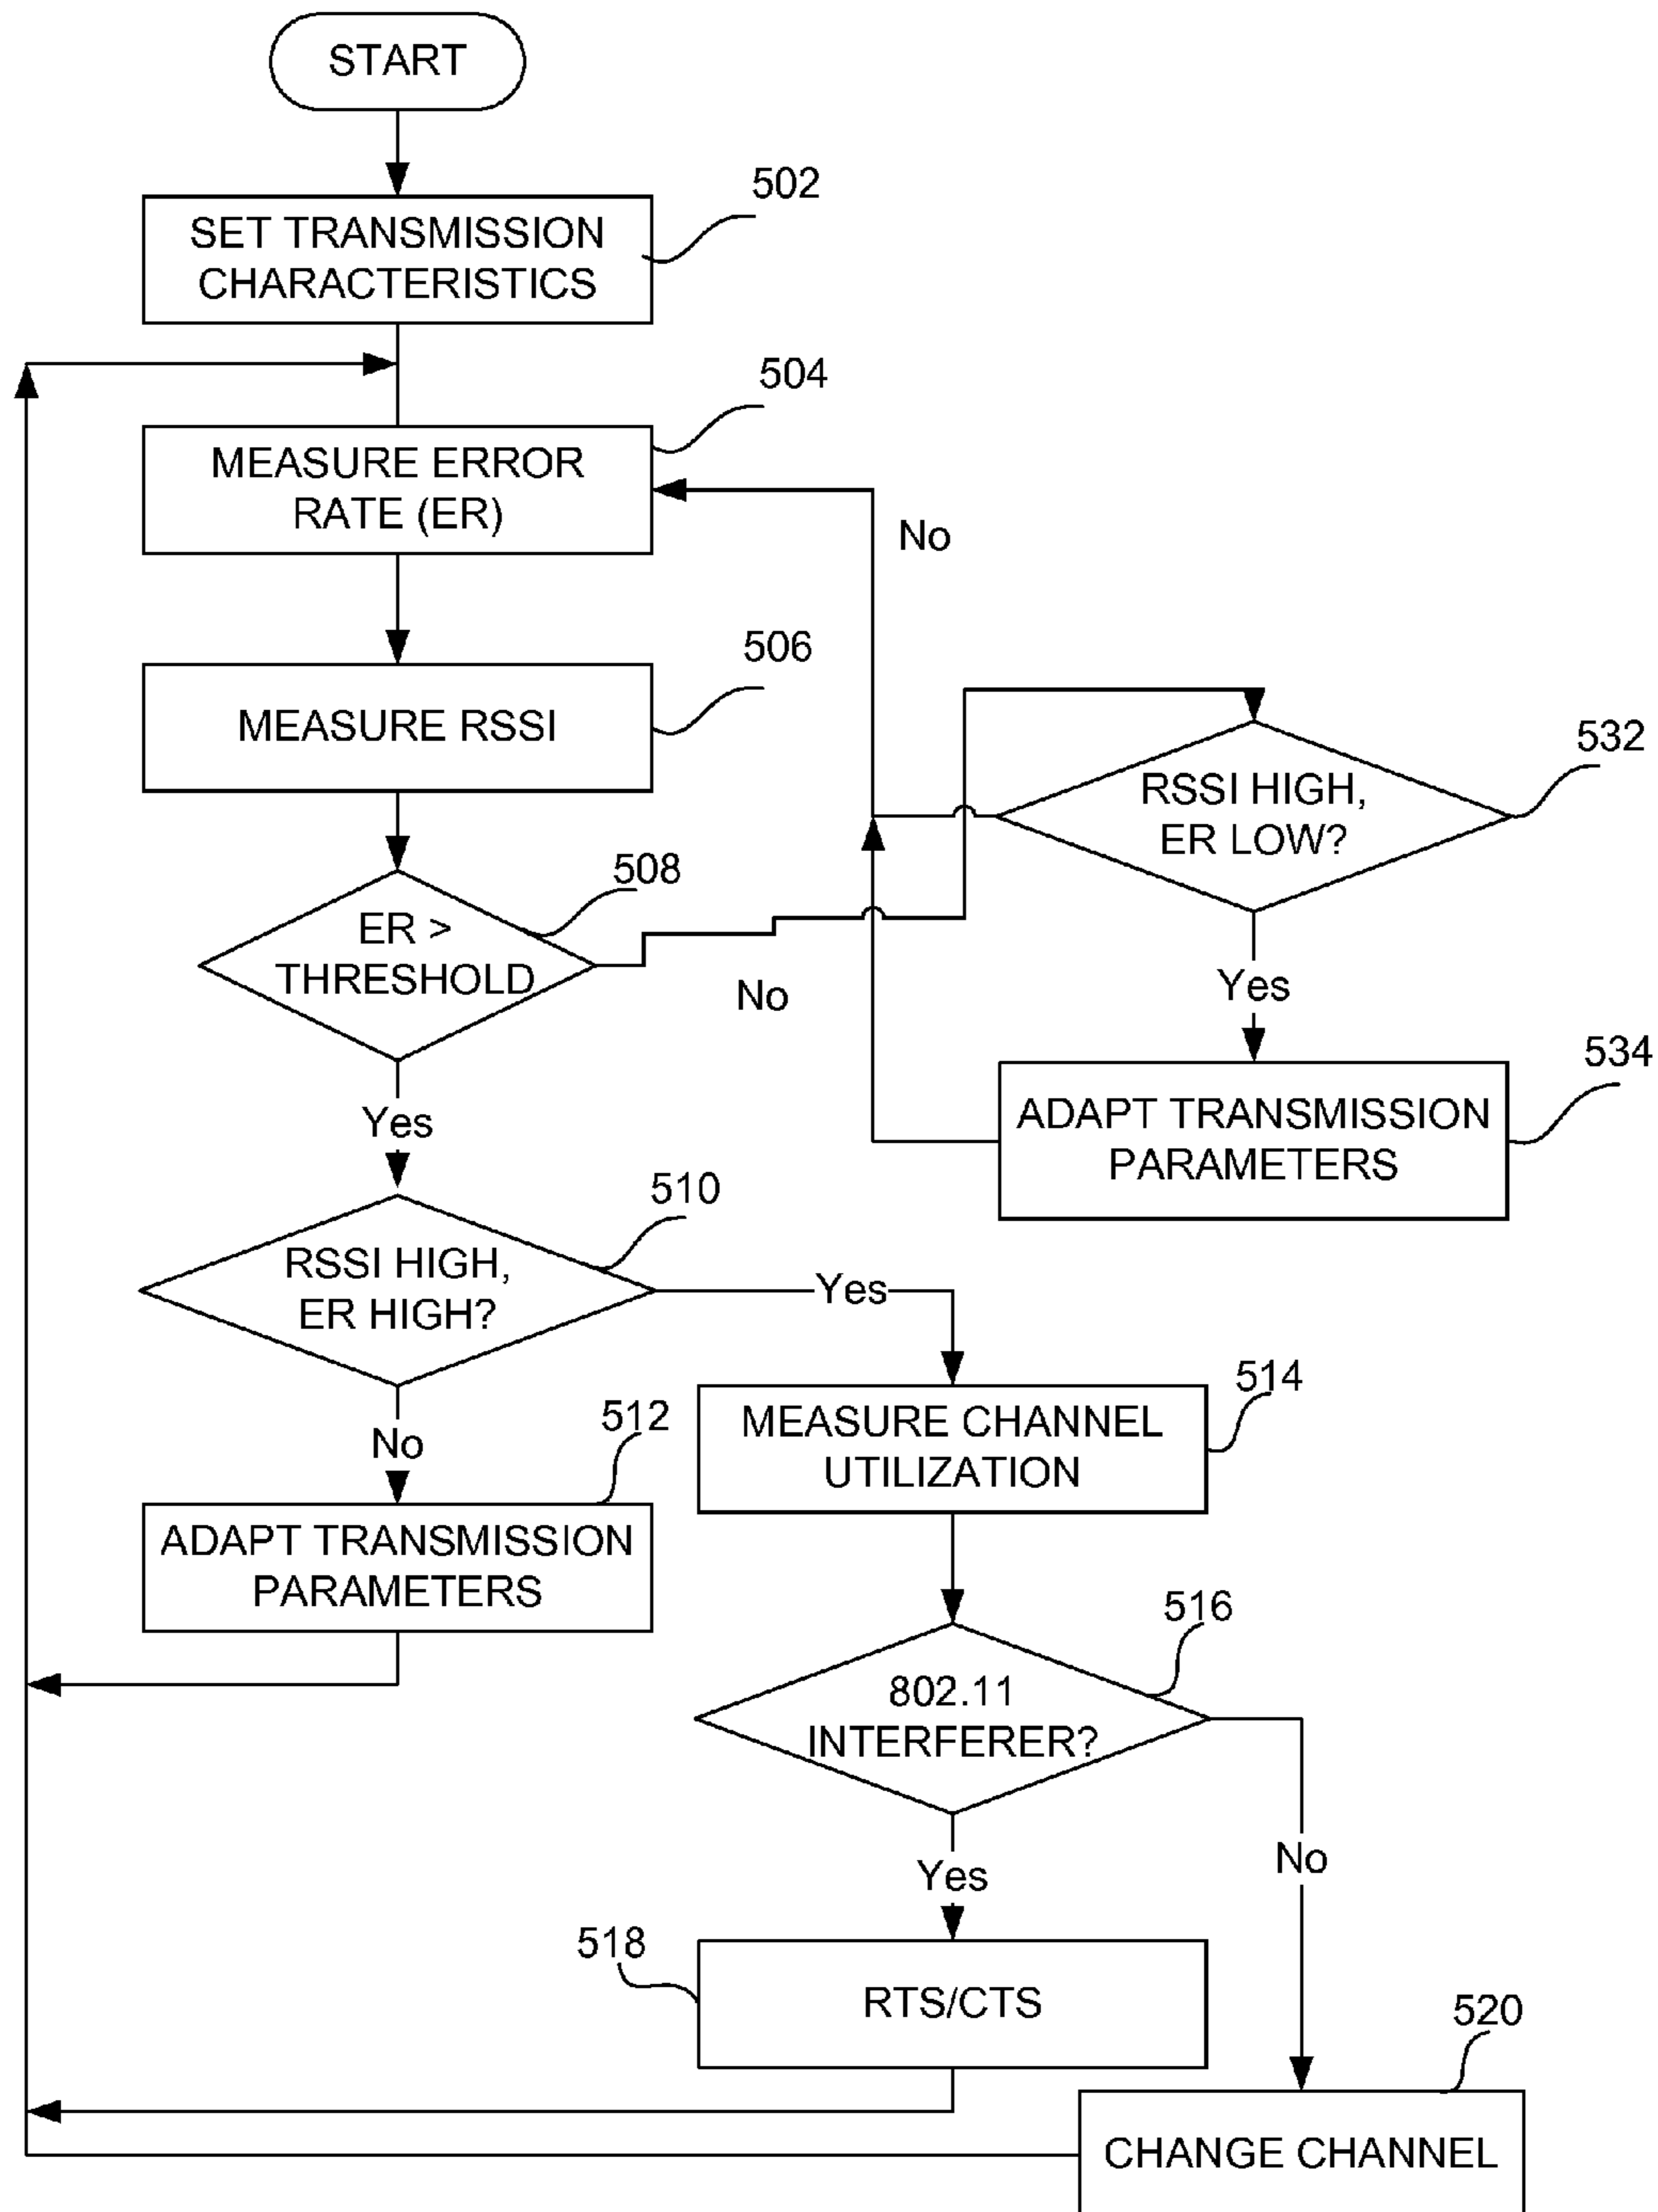 START
502
SET TRANSMISSION
CHARACTERISTICS
504
MEASURE ERROR
RATE (ER)
No
506
MEASURE RSSI
532
RSSI HIGH,
ER LOW?
508
ER >
THRESHOLD
No
Yes
534
ADAPT TRANSMISSION
PARAMETERS
Yes
510
RSSI HIGH,
ER HIGH?
Yes
514
MEASURE CHANNEL
UTILIZATION
512
No
ADAPT TRANSMISSION
PARAMETERS
516
802.11
INTERFERER?
No
Yes
518
RTS/CTS
520
CHANGE CHANNEL